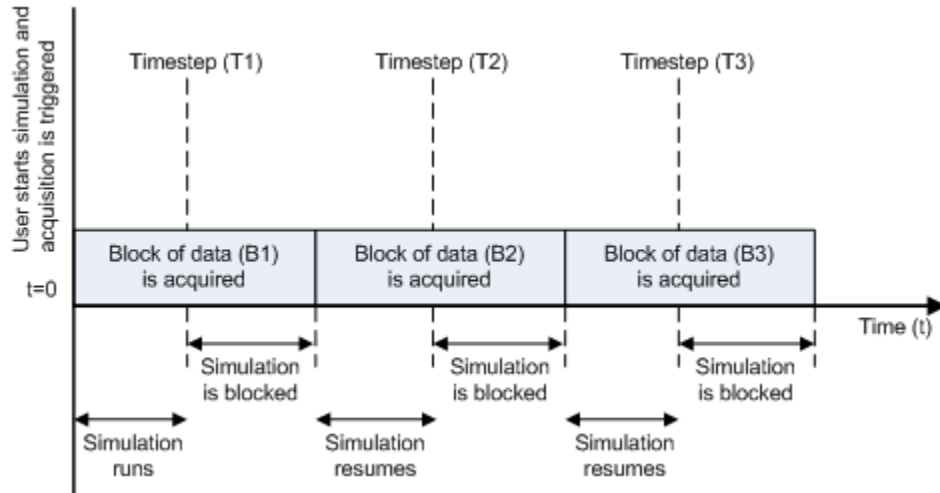 User starts simulation and
acquisition is triggered
Timestep (T1)
Timestep (T2)
Timestep (T3)
Block of data (B1)
is acquired
Block of data (B2)
is acquired
Block of data (B3)
is acquired
t=0
Time (t)
Simulation
is blocked
Simulation
is blocked
Simulation
is blocked
Simulation
runs
Simulation
resumes
Simulation
resumes